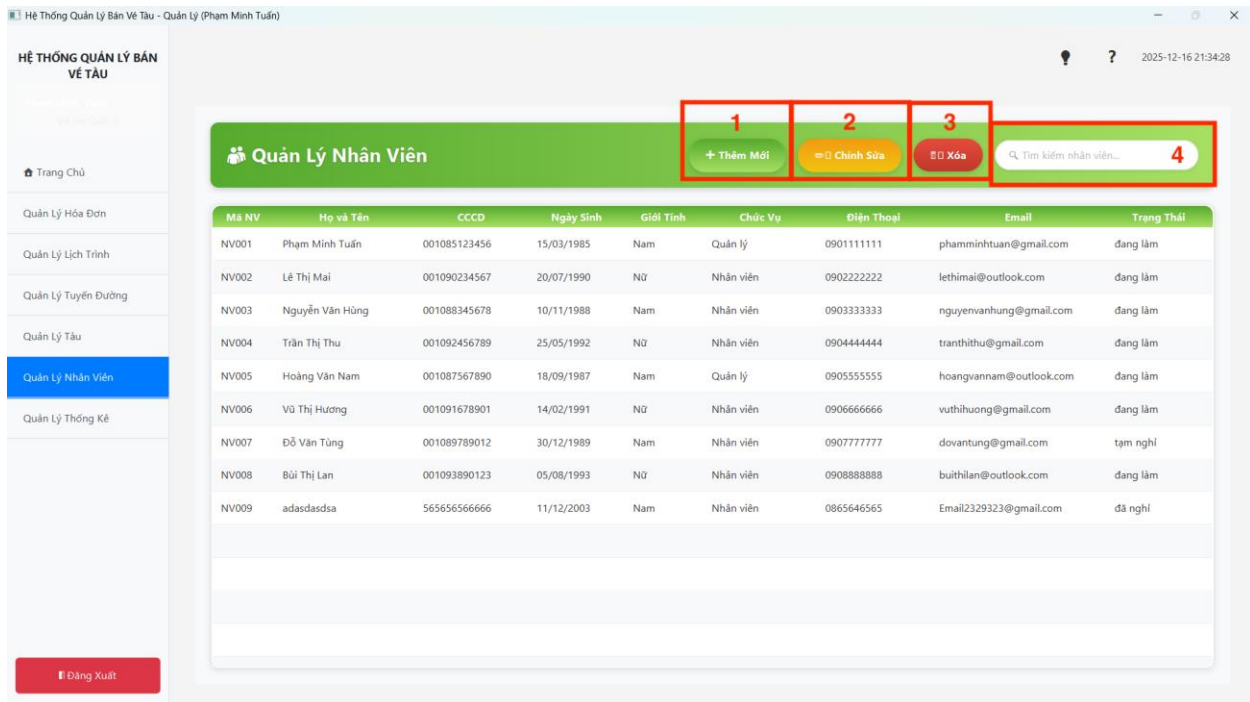 Hệ Thống Quản Lý Bán Vé Tàu - Quản Lý (Phạm Minh Tuấn)
HỆ THỐNG QUẢN LÝ BÁN
VÉ TÀU
? 2025-12-16 21:34:28
Trang Chủ
Quản Lý Hóa Đơn
Quản Lý Lịch Trình
Quản Lý Tuyến Đường
Quản Lý Tàu
Quản Lý Nhân Viên
Quản Lý Thống Kê
Đăng Xuất
Quản Lý Nhân Viên
1
+ Thêm Mới
2
Chỉnh Sửa
3
Xóa
Tìm kiếm nhân viên...
4
Mã NV Họ và Tên CCCD Ngày Sinh Giới Tính Chức Vụ Điện Thoại Email Trạng Thái
NV001 Phạm Minh Tuấn 001085123456 15/03/1985 Nam Quản lý 0901111111 phamminhtuan@gmail.com đang làm
NV002 Lê Thị Mai 001090234567 20/07/1990 Nữ Nhân viên 0902222222 lethimai@outlook.com đang làm
NV003 Nguyễn Văn Hùng 001088345678 10/11/1988 Nam Nhân viên 0903333333 nguyenvanhung@gmail.com đang làm
NV004 Trần Thị Thu 001092456789 25/05/1992 Nữ Nhân viên 0904444444 tranthithu@gmail.com đang làm
NV005 Hoàng Văn Nam 001087567890 18/09/1987 Nam Quản lý 0905555555 hoangvannam@outlook.com đang làm
NV006 Vũ Thị Hương 001091678901 14/02/1991 Nữ Nhân viên 0906666666 vuthihuong@gmail.com đang làm
NV007 Đỗ Văn Tùng 001089789012 30/12/1989 Nam Nhân viên 0907777777 dovantung@gmail.com tạm nghỉ
NV008 Bùi Thị Lan 001093890123 05/08/1993 Nữ Nhân viên 0908888888 buithilan@outlook.com đang làm
NV009 adasdasdsa 565656566666 11/12/2003 Nam Nhân viên 0865646565 Email2329323@gmail.com đã nghỉ